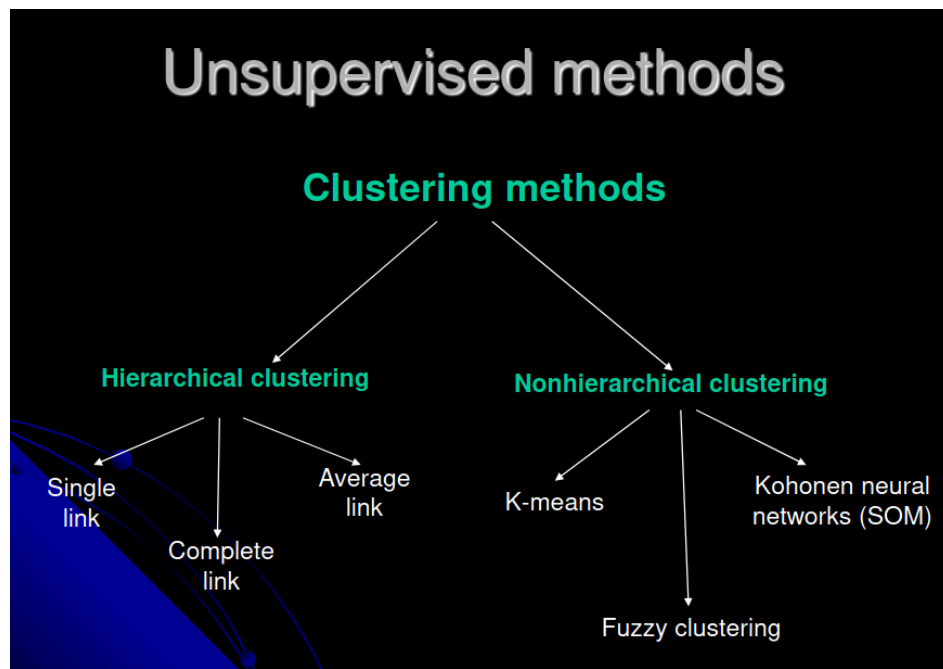 Unsupervised methods
Clustering methods
Hierarchical clustering
Nonhierarchical clustering
Single
link
Complete
link
Average
link
K-means
Fuzzy clustering
Kohonen neural
networks (SOM)